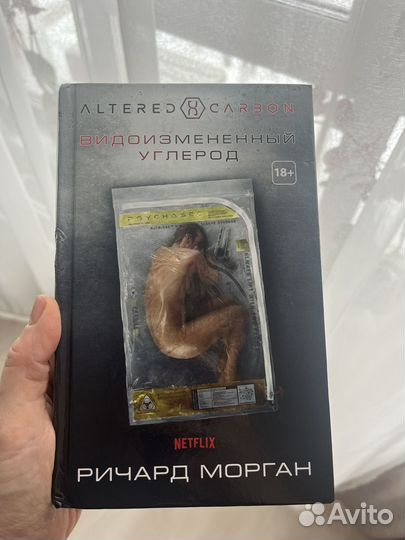 ALTERED CARBON
ВИДОИЗМЕНЕННЫЙ
УГЛЕРОД
18+
PSYCHASEC
NETFLIX
РИЧАРД МОРГАН
Avito